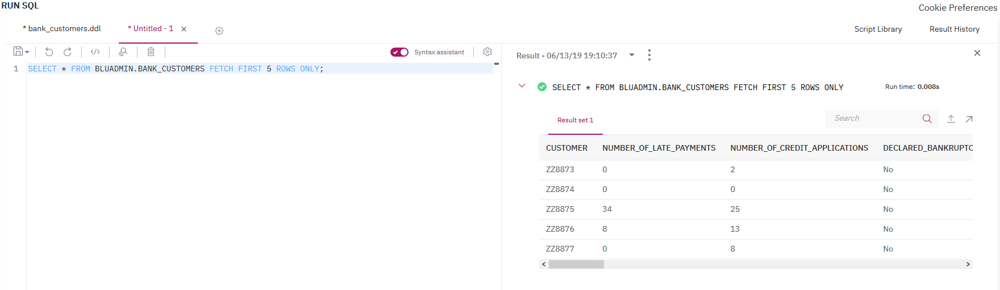 RUN SQL
Cookie Preferences
* bank_customers.ddl
* Untitled - 1
Script Library
Result History
Syntax assistant
1 SELECT * FROM BLUADMIN.BANK_CUSTOMERS FETCH FIRST 5 ROWS ONLY;
Result - 06/13/19 19:10:37
SELECT * FROM BLUADMIN.BANK_CUSTOMERS FETCH FIRST 5 ROWS ONLY
Run time: 0.008s
Result set 1
Search
CUSTOMER NUMBER_OF_LATE_PAYMENTS NUMBER_OF_CREDIT_APPLICATIONS DECLARED_BANKRUPTC
ZZ8873 0 2 No
ZZ8874 0 0 No
ZZ8875 34 25 No
ZZ8876 8 13 No
ZZ8877 0 8 No